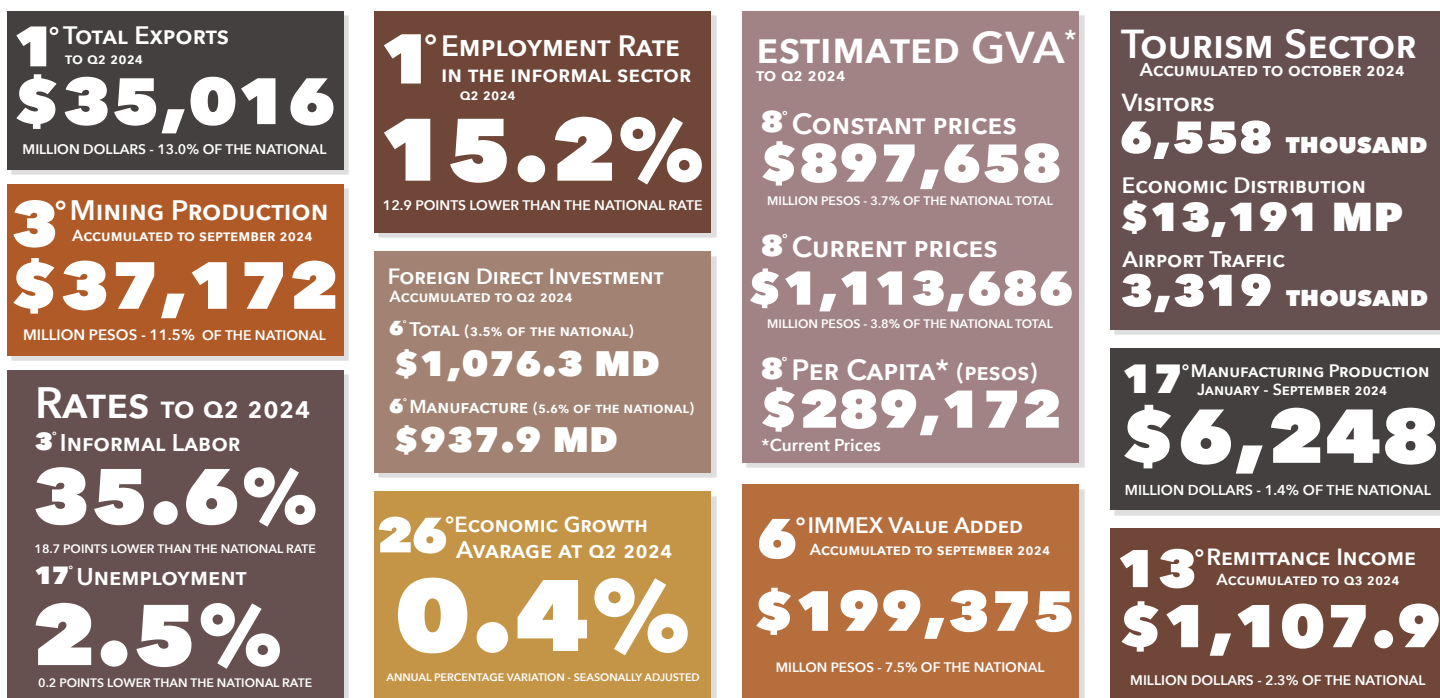 1° Total Exports
to Q2 2024
$35,016
MILLION DOLLARS - 13.0% OF THE NATIONAL
3° Mining Production
Accumulated to september 2024
$37,172
MILLION PESOS - 11.5% OF THE NATIONAL
Rates to Q2 2024
3° Informal Labor
35.6%
18.7 POINTS LOWER THAN THE NATIONAL RATE
17° Unemployment
2.5%
0.2 POINTS LOWER THAN THE NATIONAL RATE
1° Employment Rate
in the informal sector
Q2 2024
15.2%
12.9 POINTS LOWER THAN THE NATIONAL RATE
Foreign Direct Investment
Accumulated to Q2 2024
6° Total (3.5% of the national)
$1,076.3 MD
6° Manufacture (5.6% of the national)
$937.9 MD
26° Economic Growth
Avarage at Q2 2024
0.4%
ANNUAL PERCENTAGE VARIATION - SEASONALLY ADJUSTED
estimated GVA*
to Q2 2024
8° Constant prices
$897,658
MILLION PESOS - 3.7% OF THE NATIONAL TOTAL
8° Current prices
$1,113,686
MILLION PESOS - 3.8% OF THE NATIONAL TOTAL
8° Per Capita* (pesos)
$289,172
*Current Prices
6° IMMEX Value Added
Accumulated to september 2024
$199,375
MILLON PESOS - 7.5% OF THE NATIONAL
Tourism Sector
Accumulated to october 2024
Visitors
6,558 thousand
Economic Distribution
$13,191 MP
Airport Traffic
3,319 thousand
17° Manufacturing Production
January - September 2024
$6,248
MILLION DOLLARS - 1.4% OF THE NATIONAL
13° Remittance Income
Accumulated to Q3 2024
$1,107.9
MILLION DOLLARS - 2.3% OF THE NATIONAL